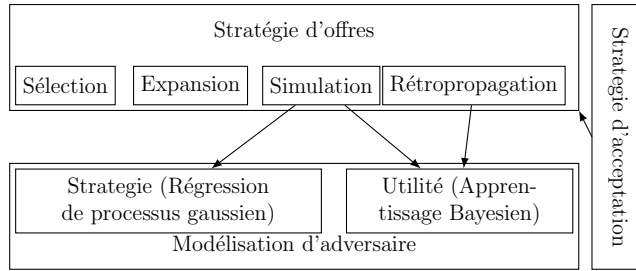 Stratégie d'offres
Sélection
Expansion
Simulation
Rétropropagation
Strategie d'acceptation
Strategie (Régression
de processus gaussien)
Utilité (Appren-
tissage Bayesien)
Modélisation d'adversaire